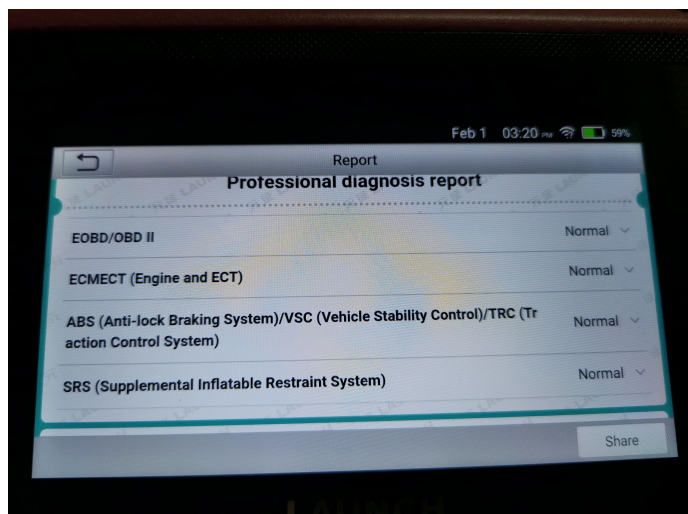 Feb 1 03:20 PM 59%
Report
Professional diagnosis report
EOBD/OBD II Normal
ECMECT (Engine and ECT) Normal
ABS (Anti-lock Braking System)/VSC (Vehicle Stability Control)/TRC (Tr
action Control System) Normal
SRS (Supplemental Inflatable Restraint System) Normal
Share
LAUNCH